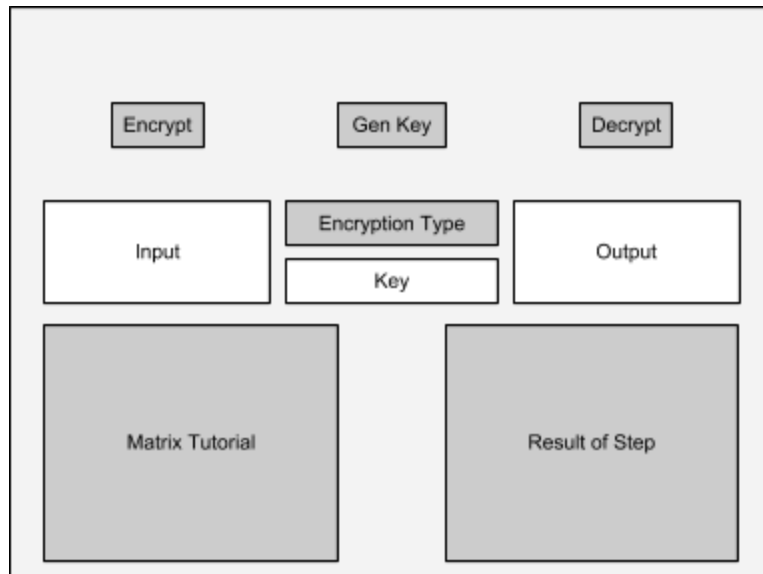 Encrypt
Gen Key
Decrypt
Input
Encryption Type
Key
Output
Matrix Tutorial
Result of Step